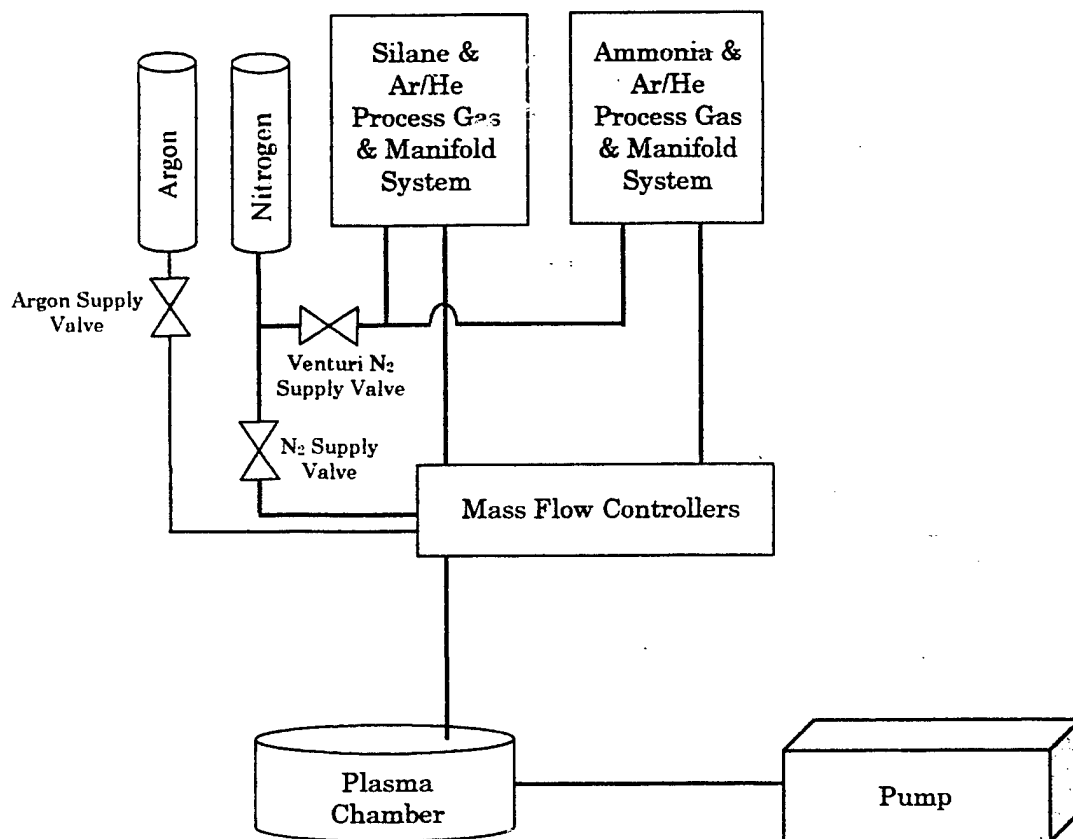 Silane &
Ar/He
Process Gas
& Manifold
System
Ammonia &
Ar/He
Process Gas
& Manifold
System
Argon
Nitrogen
Argon Supply
Valve
Venturi N₂
Supply Valve
N₂ Supply
Valve
Mass Flow Controllers
Plasma
Chamber
Pump